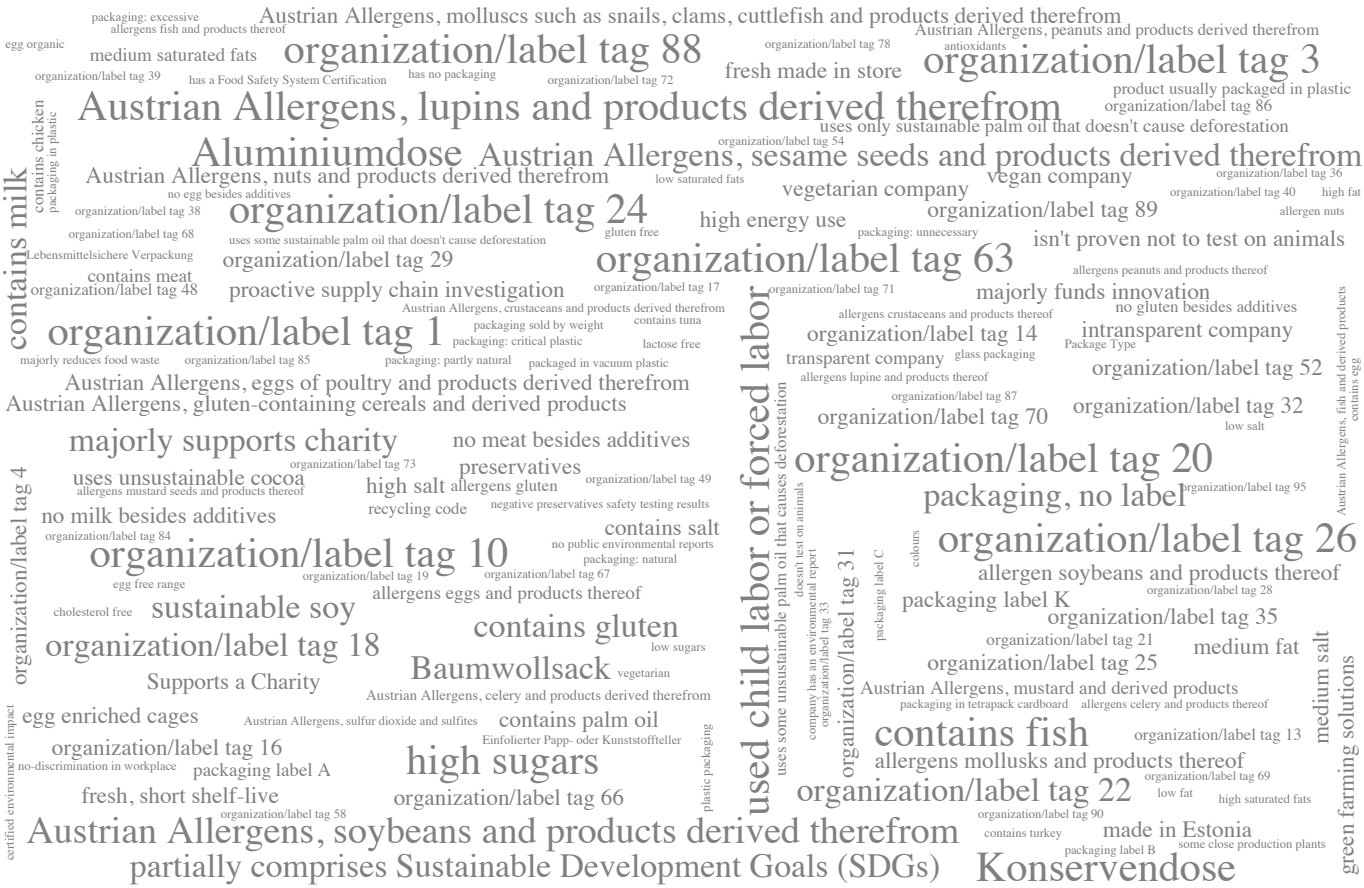 packaging: excessive
Austrian Allergens, molluscs such as snails, clams, cuttlefish and products derived therefrom
allergens fish and products thereof
Austrian Allergens, peanuts and products derived therefrom
egg organic
medium saturated fats
organization/label tag 88
organization/label tag 78
antioxidants
organization/label tag 3
fresh made in store
organization/label tag 39
has a Food Safety System Certification
has no packaging
organization/label tag 72
product usually packaged in plastic
Austrian Allergens, lupins and products derived therefrom
organization/label tag 86
uses only sustainable palm oil that doesn't cause deforestation
contains chicken
packaging in plastic
organization/label tag 54
Aluminiumdose
Austrian Allergens, sesame seeds and products derived therefrom
contains milk
Austrian Allergens, nuts and products derived therefrom
low saturated fats
vegan company
organization/label tag 36
no egg besides additives
vegetarian company
organization/label tag 40
high fat
organization/label tag 38
organization/label tag 24
high energy use
organization/label tag 89
allergen nuts
organization/label tag 68
uses some sustainable palm oil that doesn't cause deforestation
gluten free
packaging: unnecessary
isn't proven not to test on animals
Lebensmittelsichere Verpackung
organization/label tag 29
organization/label tag 63
contains meat
allergens peanuts and products thereof
organization/label tag 48
proactive supply chain investigation
organization/label tag 17
organization/label tag 71
majorly funds innovation
Austrian Allergens, crustaceans and products derived therefrom
no gluten besides additives
allergens crustaceans and products thereof
organization/label tag 1
packaging sold by weight
contains tuna
organization/label tag 14
intransparent company
packaging: critical plastic
lactose free
Package Type
majorly reduces food waste
organization/label tag 85
packaging: partly natural
packaged in vacuum plastic
transparent company
glass packaging
organization/label tag 52
Austrian Allergens, eggs of poultry and products derived therefrom
allergens lupine and products thereof
Austrian Allergens, fish and derived products
contains egg
Austrian Allergens, gluten-containing cereals and derived products
organization/label tag 87
organization/label tag 32
organization/label tag 70
low salt
majorly supports charity
no meat besides additives
used child labor or forced labor
uses some unsustainable palm oil that causes deforestation
organization/label tag 20
organization/label tag 73
preservatives
uses unsustainable cocoa
organization/label tag 49
high salt
allergens gluten
allergens mustard seeds and products thereof
packaging, no label
organization/label tag 95
organization/label tag 4
recycling code
negative preservatives safety testing results
no milk besides additives
contains salt
doesn't test on animals
organization/label tag 84
organization/label tag 10
no public environmental reports
packaging: natural
colours
organization/label tag 26
organization/label tag 19
organization/label tag 67
allergen soybeans and products thereof
egg free range
allergens eggs and products thereof
organization/label tag 28
company has an environmental report
organization/label tag 33
organization/label tag 31
packaging label C
packaging label K
cholesterol free
sustainable soy
contains gluten
organization/label tag 35
organization/label tag 18
low sugars
organization/label tag 21
medium fat
Baumwollsack
vegetarian
organization/label tag 25
Supports a Charity
Austrian Allergens, celery and products derived therefrom
Austrian Allergens, mustard and derived products
medium salt
green farming solutions
packaging in tetrapack cardboard
allergens celery and products thereof
certified environmental impact
egg enriched cages
Austrian Allergens, sulfur dioxide and sulfites
contains palm oil
contains fish
organization/label tag 13
organization/label tag 16
Einfolierter Papp- oder Kunststoffteller
plastic packaging
no-discrimination in workplace
packaging label A
high sugars
allergens mollusks and products thereof
fresh, short shelf-live
organization/label tag 66
organization/label tag 22
organization/label tag 69
low fat
high saturated fats
organization/label tag 58
organization/label tag 90
Austrian Allergens, soybeans and products derived therefrom
contains turkey
made in Estonia
packaging label B
some close production plants
partially comprises Sustainable Development Goals (SDGs)
Konservendose